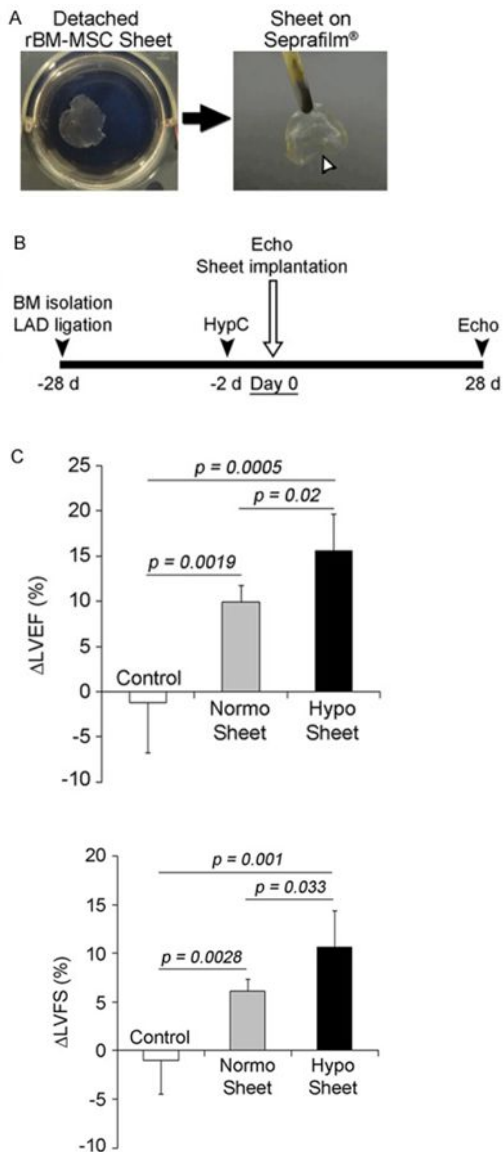 A
Detached
rBM-MSC Sheet
Sheet on
Seprafilm®
B
Echo
Sheet implantation
BM isolation
LAD ligation
HypC
Echo
-28 d
-2 d
Day 0
28 d
C
25
20
15
10
5
0
-5
-10
ΔLVEF (%)
p = 0.0005
p = 0.02
p = 0.0019
Control
Normo
Sheet
Hypo
Sheet
20
15
10
5
0
-5
-10
ΔLVFS (%)
p = 0.001
p = 0.033
p = 0.0028
Control
Normo
Sheet
Hypo
Sheet